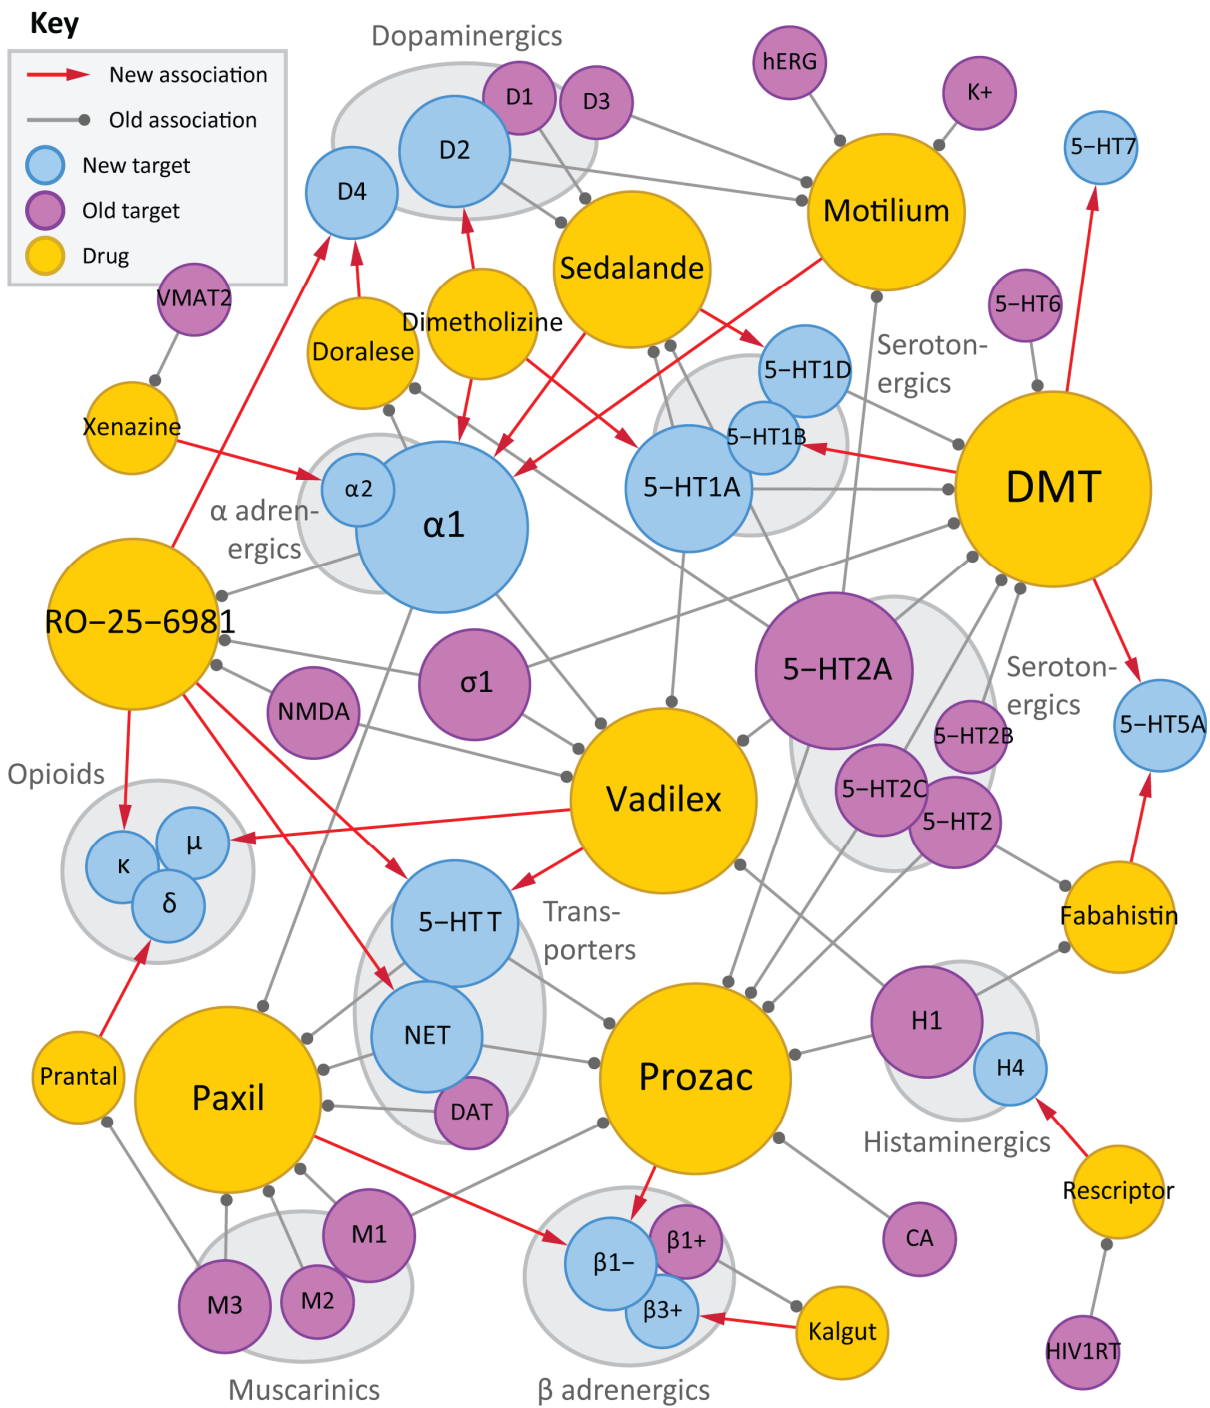 Key
New association
Old association
New target
Old target
Drug
Dopaminergics
D1
D3
D2
D4
hERG
K+
5−HT7
Motilium
Sedalande
VMAT2
Dimetholizine
Doralese
5−HT6
Seroton-
ergics
5−HT1D
5−HT1B
5−HT1A
Xenazine
α2
α1
α adren-
ergics
DMT
RO−25−6981
σ1
NMDA
5−HT2A
Seroton-
ergics
5−HT2B
5−HT5A
5−HT2C
5−HT2
Opioids
Vadilex
μ
κ
δ
5−HTT
Trans-
porters
Fabahistin
NET
H1
H4
Prantal
Paxil
Prozac
DAT
Histaminergics
Rescriptor
M1
M3
M2
β1+
β1−
β3+
CA
Kalgut
HIV1RT
Muscarinics
β adrenergics